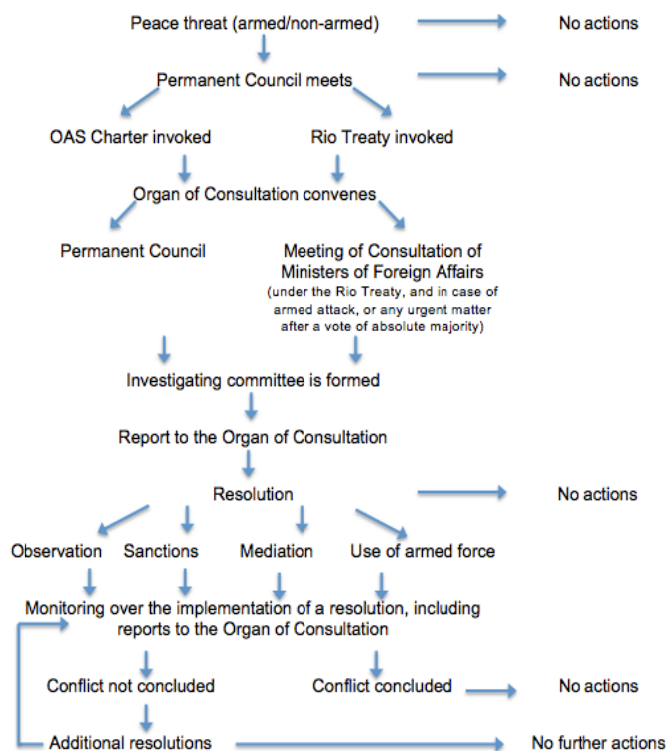 Peace threat (armed/non-armed)
No actions
Permanent Council meets
No actions
OAS Charter invoked
Rio Treaty invoked
Organ of Consultation convenes
Permanent Council
Meeting of Consultation of
Ministers of Foreign Affairs
(under the Rio Treaty, and in case of
armed attack, or any urgent matter
after a vote of absolute majority)
Investigating committee is formed
Report to the Organ of Consultation
Resolution
No actions
Observation
Sanctions
Mediation
Use of armed force
Monitoring over the implementation of a resolution, including
reports to the Organ of Consultation
Conflict not concluded
Conflict concluded
No actions
Additional resolutions
No further actions